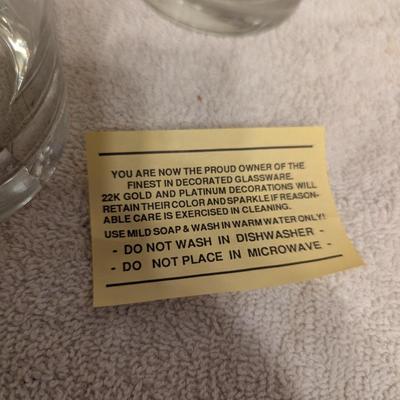 YOU ARE NOW THE PROUD OWNER OF THE
FINEST IN DECORATED GLASSWARE.
22K GOLD AND PLATINUM DECORATIONS WILL
RETAIN THEIR COLOR AND SPARKLE IF REASON-
ABLE CARE IS EXERCISED IN CLEANING.
USE MILD SOAP & WASH IN WARM WATER ONLY!
- DO NOT WASH IN DISHWASHER -
- DO NOT PLACE IN MICROWAVE -